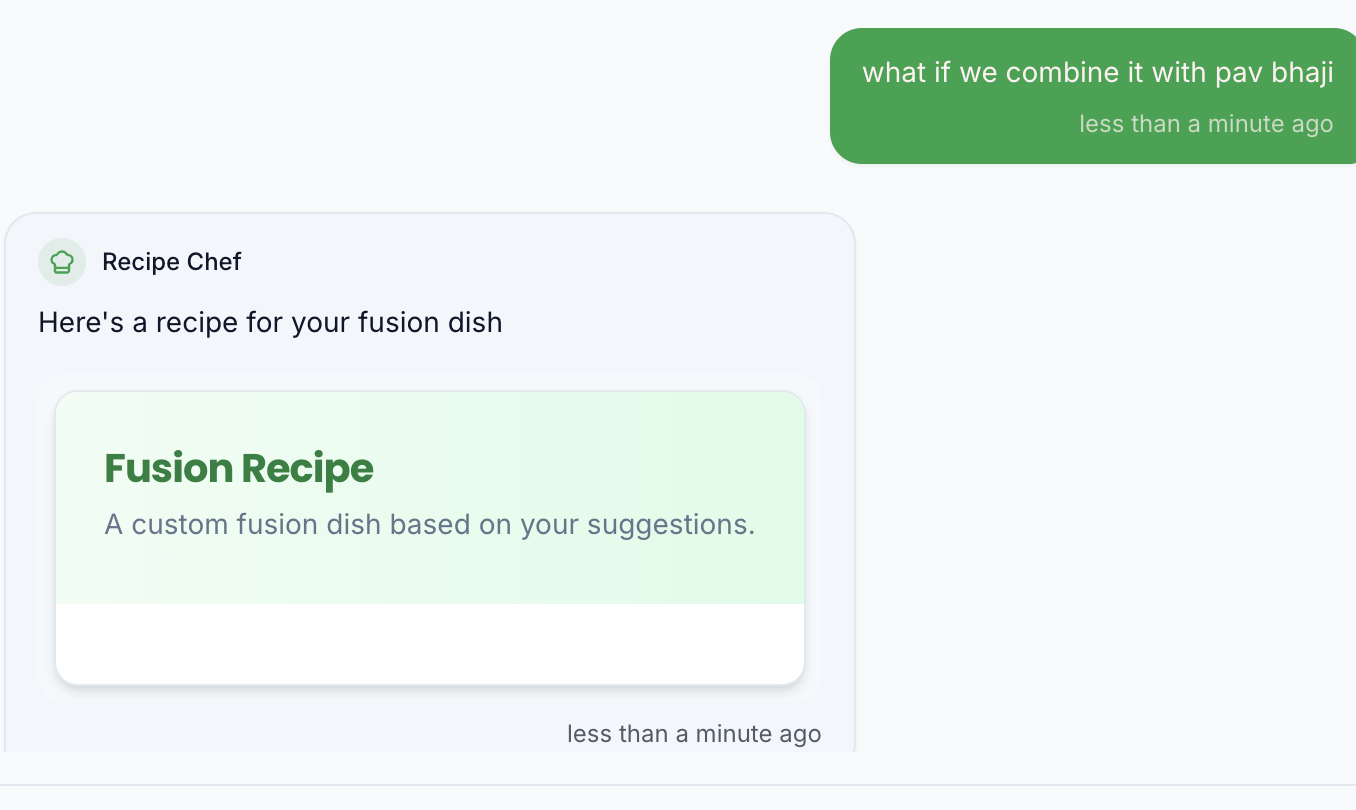 what if we combine it with pav bhaji
less than a minute ago
Recipe Chef
Here's a recipe for your fusion dish
Fusion Recipe
A custom fusion dish based on your suggestions.
less than a minute ago